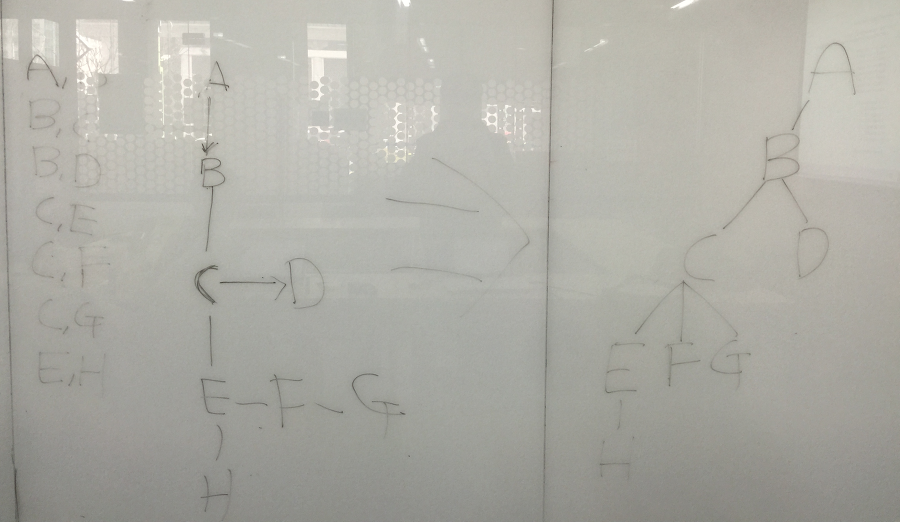 A, B
B, C
B, D
C, E
C, F
C, G
E, H
A
B
C D
E F G
H
A
B
C D
E F G
H